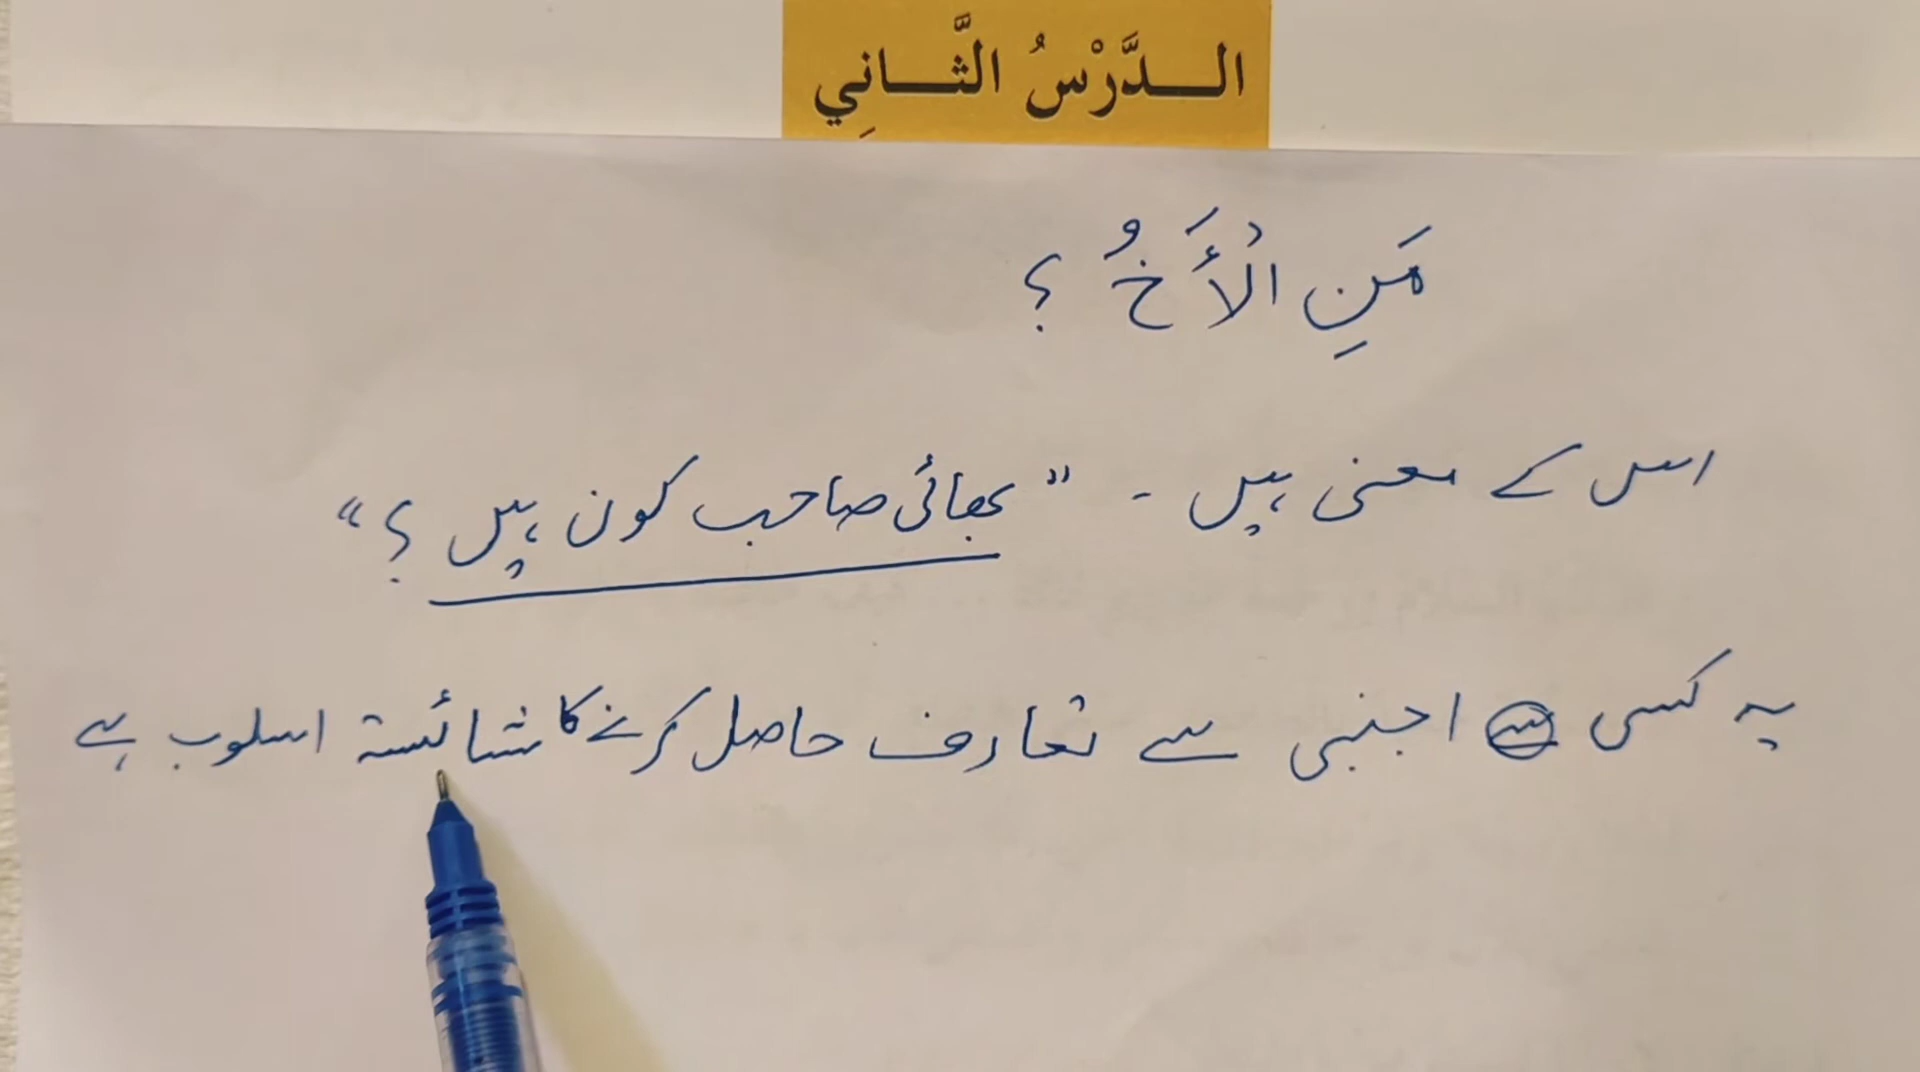 الدَّرْسُ الثَّانِي
مَنِ الْأَخُ ؟
اس کے معنی ہیں - "بھائی صاحب کون ہیں ؟"
یہ کسی اجنبی سے تعارف حاصل کرنے کا شائستہ اسلوب ہے